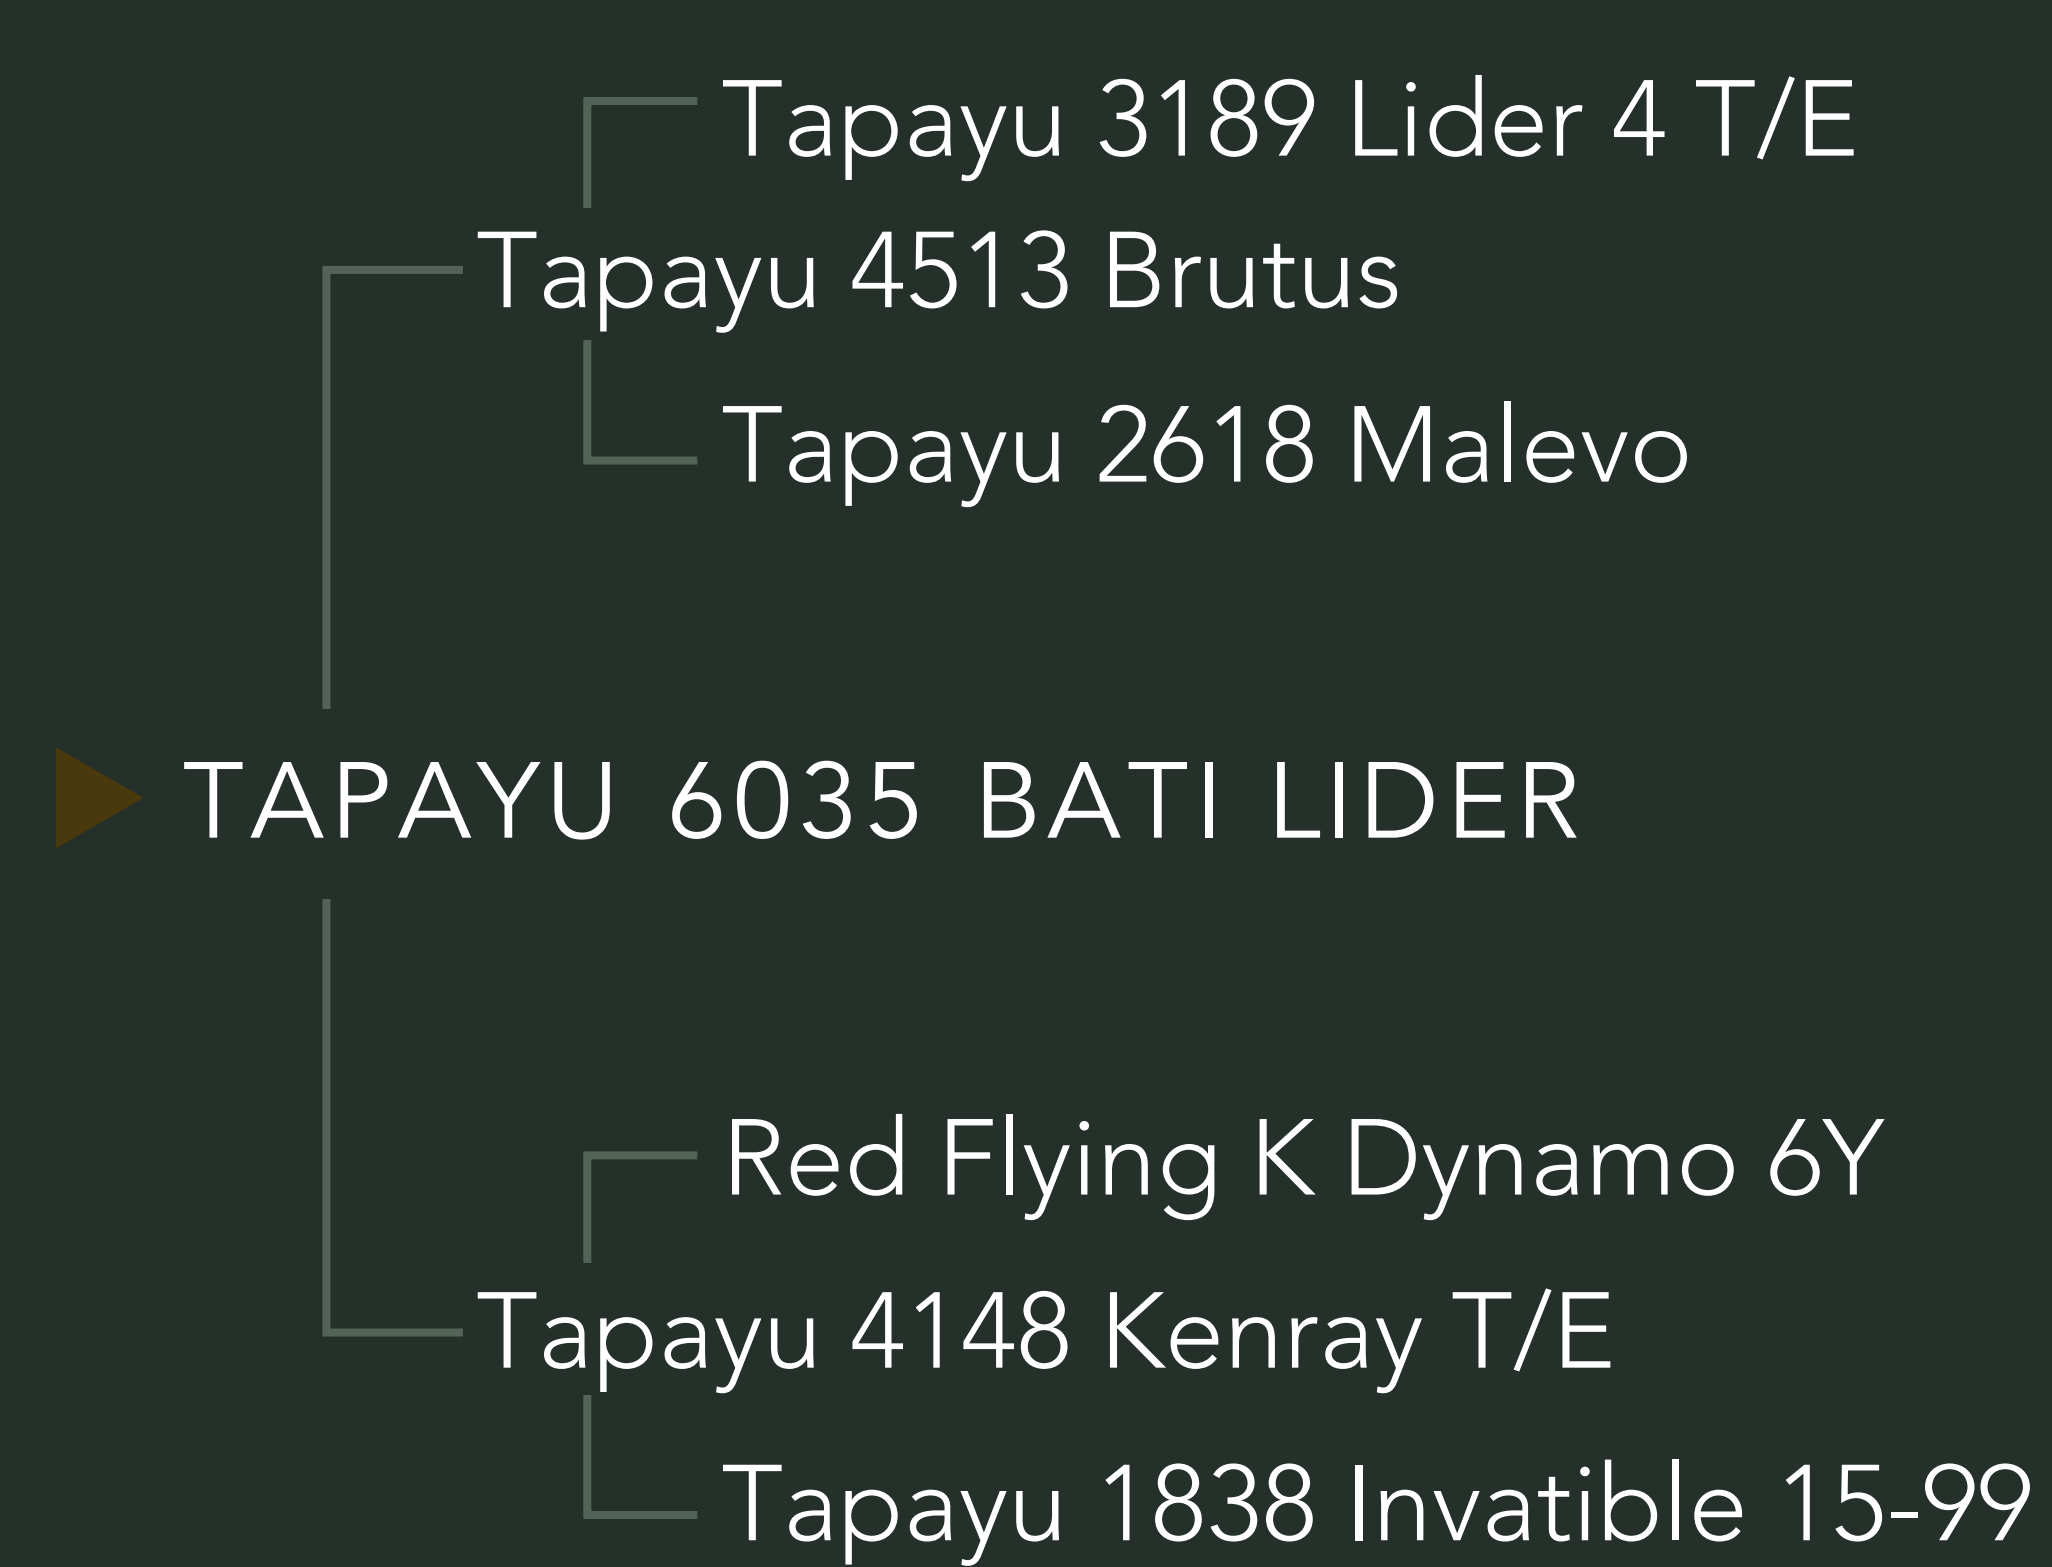 Tapayu 3189 Lider 4 T/E
Tapayu 4513 Brutus
Tapayu 2618 Malevo
TAPAYU 6035 BATI LIDER
Red Flying K Dynamo 6Y
Tapayu 4148 Kenray T/E
Tapayu 1838 Invatible 15-99